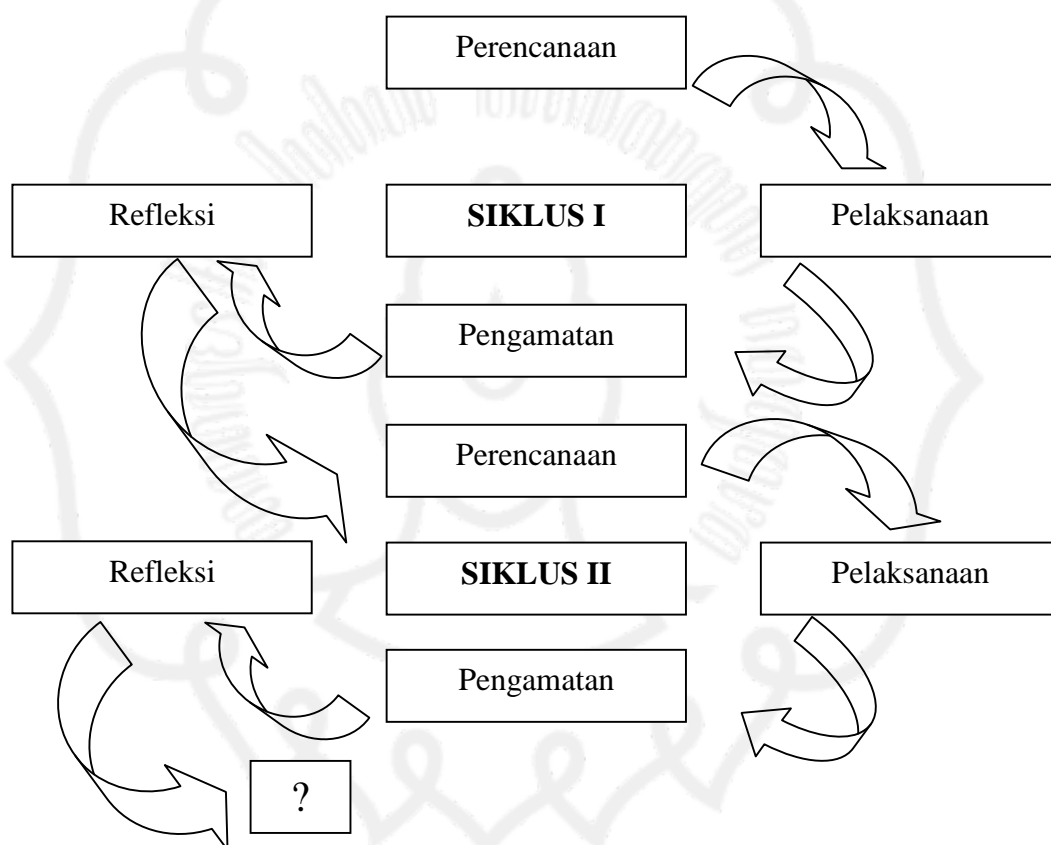 Perencanaan
Refleksi
SIKLUS I
Pelaksanaan
Pengamatan
Perencanaan
Refleksi
SIKLUS II
Pelaksanaan
Pengamatan
?